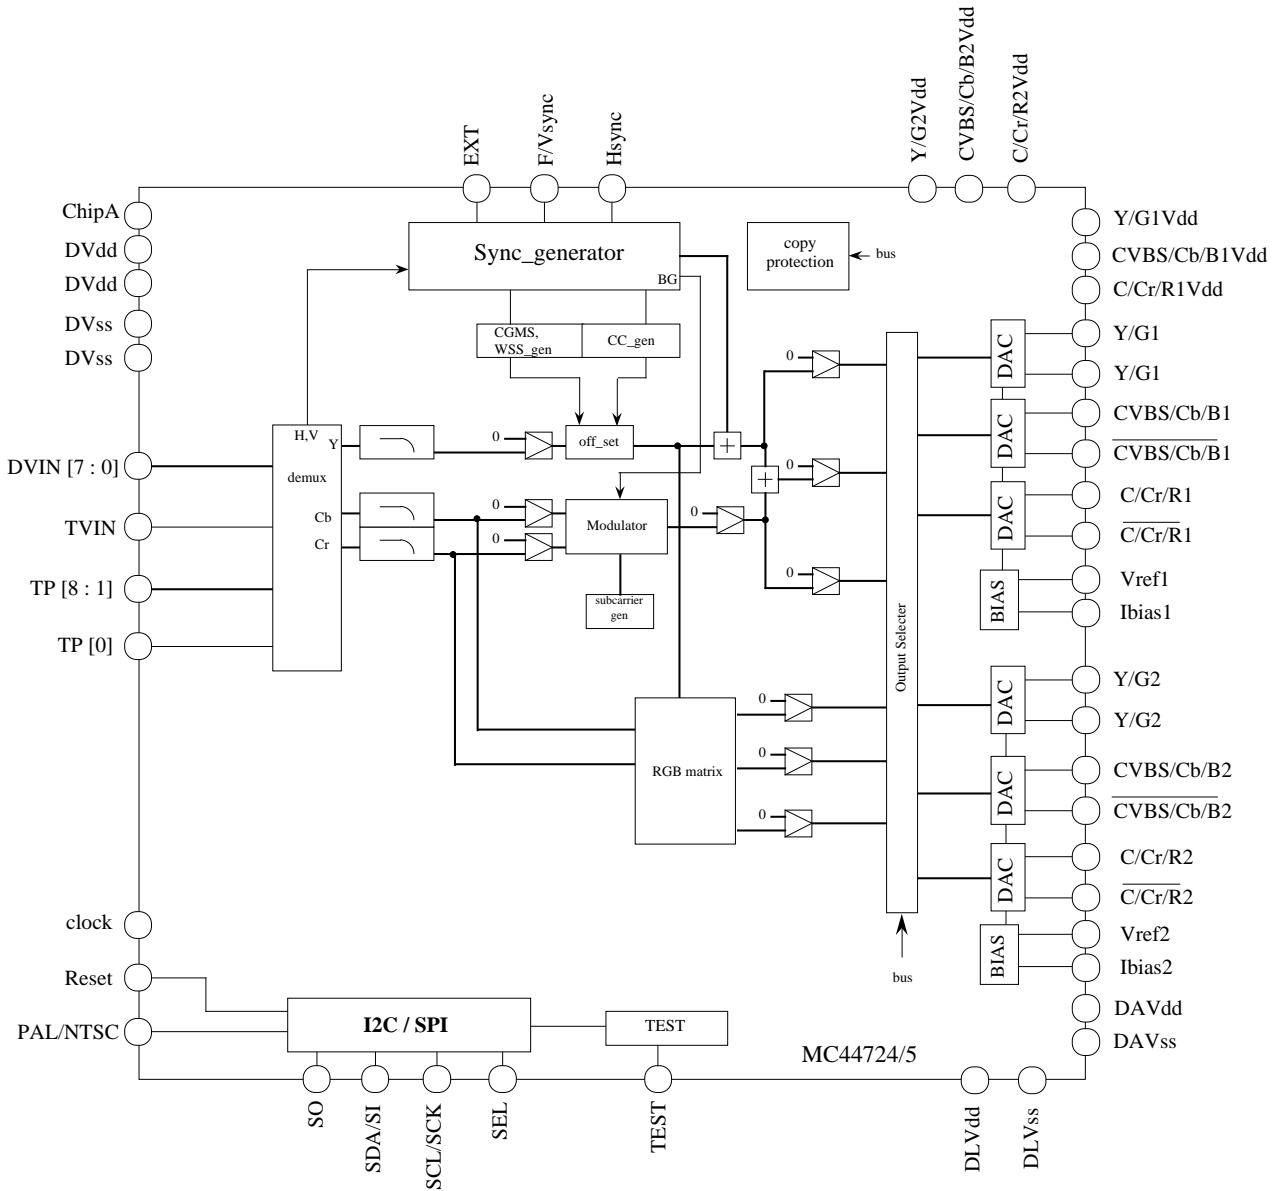 Y/G2Vdd
CVBS/Cb/B2Vdd
C/Cr/R2Vdd
EXT
F/Vsync
Hsync
ChipA
DVdd
DVdd
DVss
DVss
Sync_generator
BG
copy
protection
bus
Y/G1Vdd
CVBS/Cb/B1Vdd
C/Cr/R1Vdd
CGMS,
WSS_gen
CC_gen
0
DAC
Y/G1
Y/G1
H,V
Y
demux
Cb
Cr
0
off_set
+
DAC
CVBS/Cb/B1
CVBS/Cb/B1
DVIN [7 : 0]
0
+
0
Modulator
0
0
DAC
C/Cr/R1
C/Cr/R1
TVIN
TP [8 : 1]
TP [0]
subcarrier
gen
0
BIAS
Vref1
Ibias1
Output Selecter
RGB matrix
0
0
0
DAC
Y/G2
Y/G2
DAC
CVBS/Cb/B2
CVBS/Cb/B2
DAC
C/Cr/R2
C/Cr/R2
BIAS
Vref2
Ibias2
bus
clock
Reset
PAL/NTSC
I2C / SPI
TEST
MC44724/5
DAVdd
DAVss
SO
SDA/SI
SCL/SCK
SEL
TEST
DLVdd
DLVss